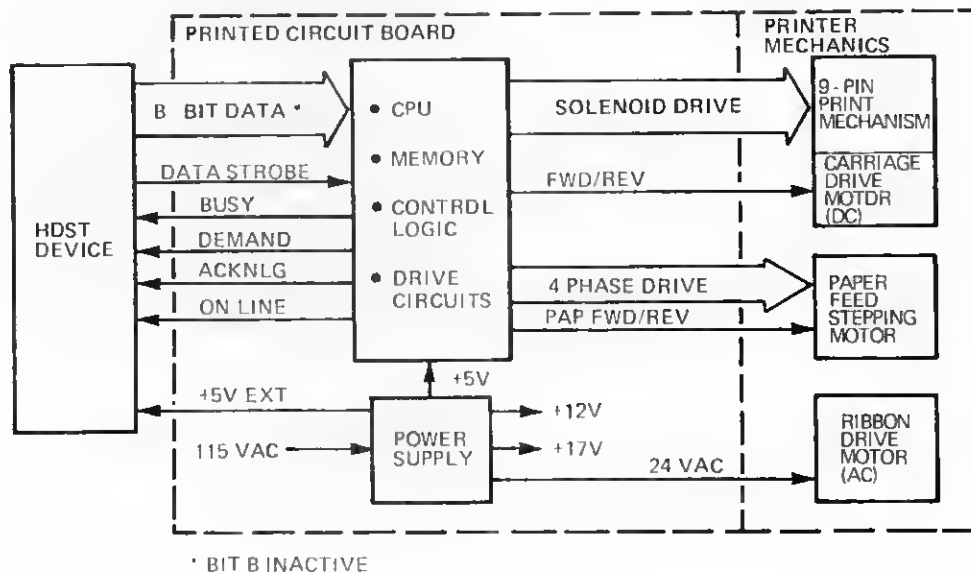 PRINTED CIRCUIT BOARD
PRINTER
MECHANICS
HDST
DEVICE
B BIT DATA *
DATA STROBE
BUSY
DEMAND
ACKNLG
ON LINE
+5V EXT
115 VAC
• CPU
• MEMORY
• CONTRDL
LOGIC
• DRIVE
CIRCUITS
+5V
POWER
SUPPLY
+12V
+17V
24 VAC
SOLENOID DRIVE
FWD/REV
4 PHASE DRIVE
PAP FWD/REV
9-PIN
PRINT
MECHANISM
CARRIAGE
DRIVE
MOTDR
(DC)
PAPER
FEED
STEPPING
MOTOR
RIBBON
DRIVE
MOTOR
(AC)
* BIT B INACTIVE